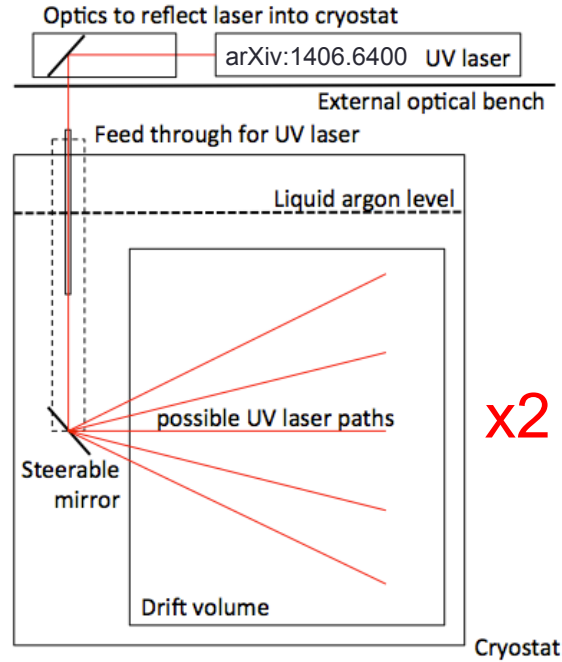 Optics to reflect laser into cryostat
arXiv:1406.6400 UV laser
External optical bench
Feed through for UV laser
Liquid argon level
possible UV laser paths
x2
Steerable
mirror
Drift volume
Cryostat